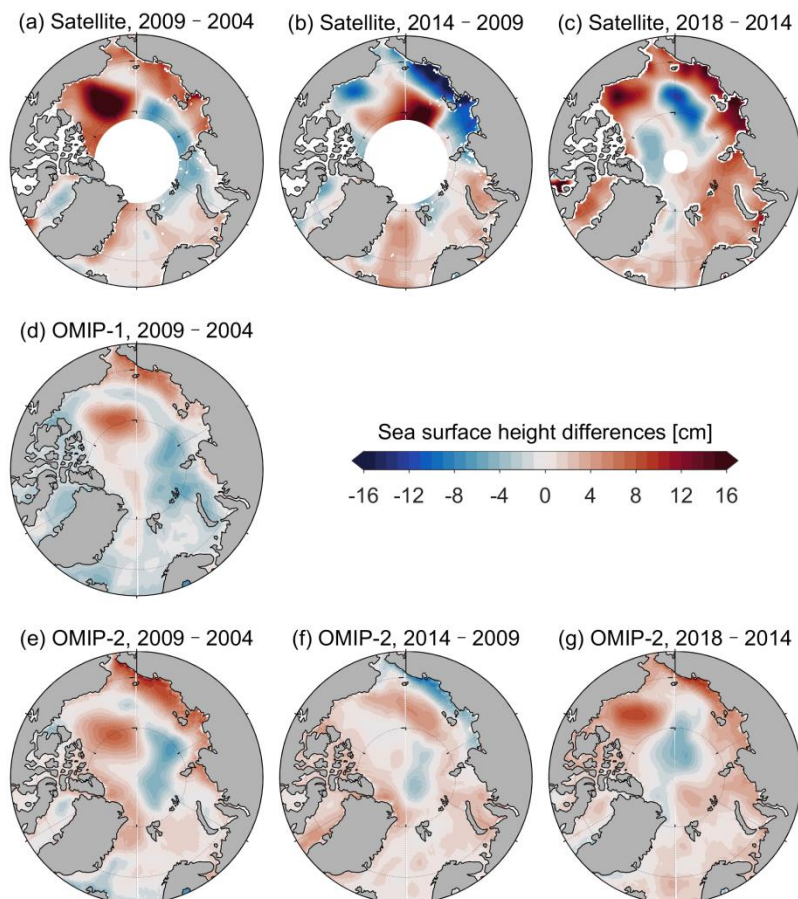 (a) Satellite, 2009 - 2004
(b) Satellite, 2014 - 2009
(c) Satellite, 2018 - 2014
(d) OMIP-1, 2009 - 2004
Sea surface height differences [cm]
-16 -12 -8 -4 0 4 8 12 16
(e) OMIP-2, 2009 - 2004
(f) OMIP-2, 2014 - 2009
(g) OMIP-2, 2018 - 2014